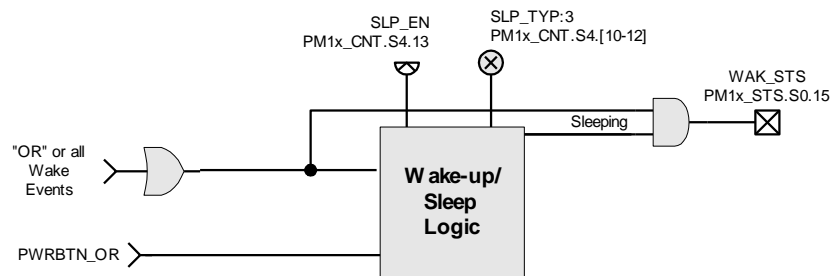 SLP_EN
PM1x_CNT.S4.13
SLP_TYP:3
PM1x_CNT.S4.[10-12]
WAK_STS
PM1x_STS.S0.15
Sleeping
"OR" or all
Wake
Events
Wake-up/
Sleep
Logic
PWRBTN_OR